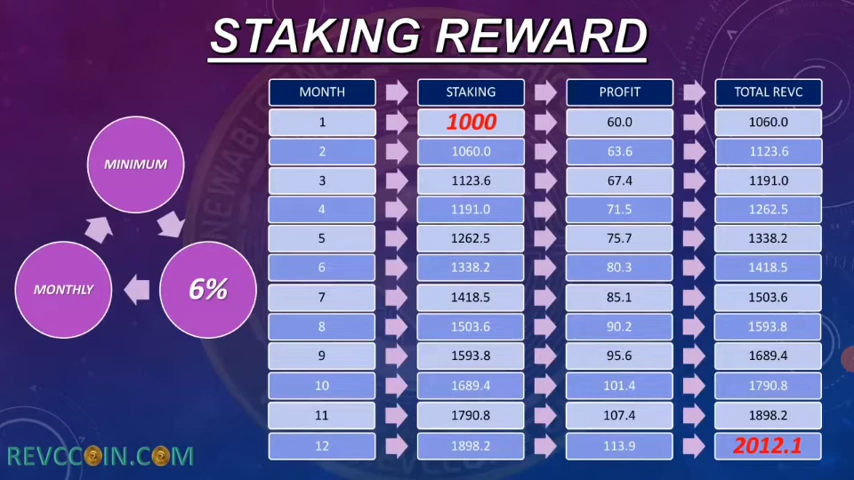 STAKING REWARD
MONTH STAKING PROFIT TOTAL REVC
1 1000 60.0 1060.0
2 1060.0 63.6 1123.6
3 1123.6 67.4 1191.0
4 1191.0 71.5 1262.5
5 1262.5 75.7 1338.2
6 1338.2 80.3 1418.5
7 1418.5 85.1 1503.6
8 1503.6 90.2 1593.8
9 1593.8 95.6 1689.4
10 1689.4 101.4 1790.8
11 1790.8 107.4 1898.2
12 1898.2 113.9 2012.1
MINIMUM
6%
MONTHLY
REVCCOIN.COM